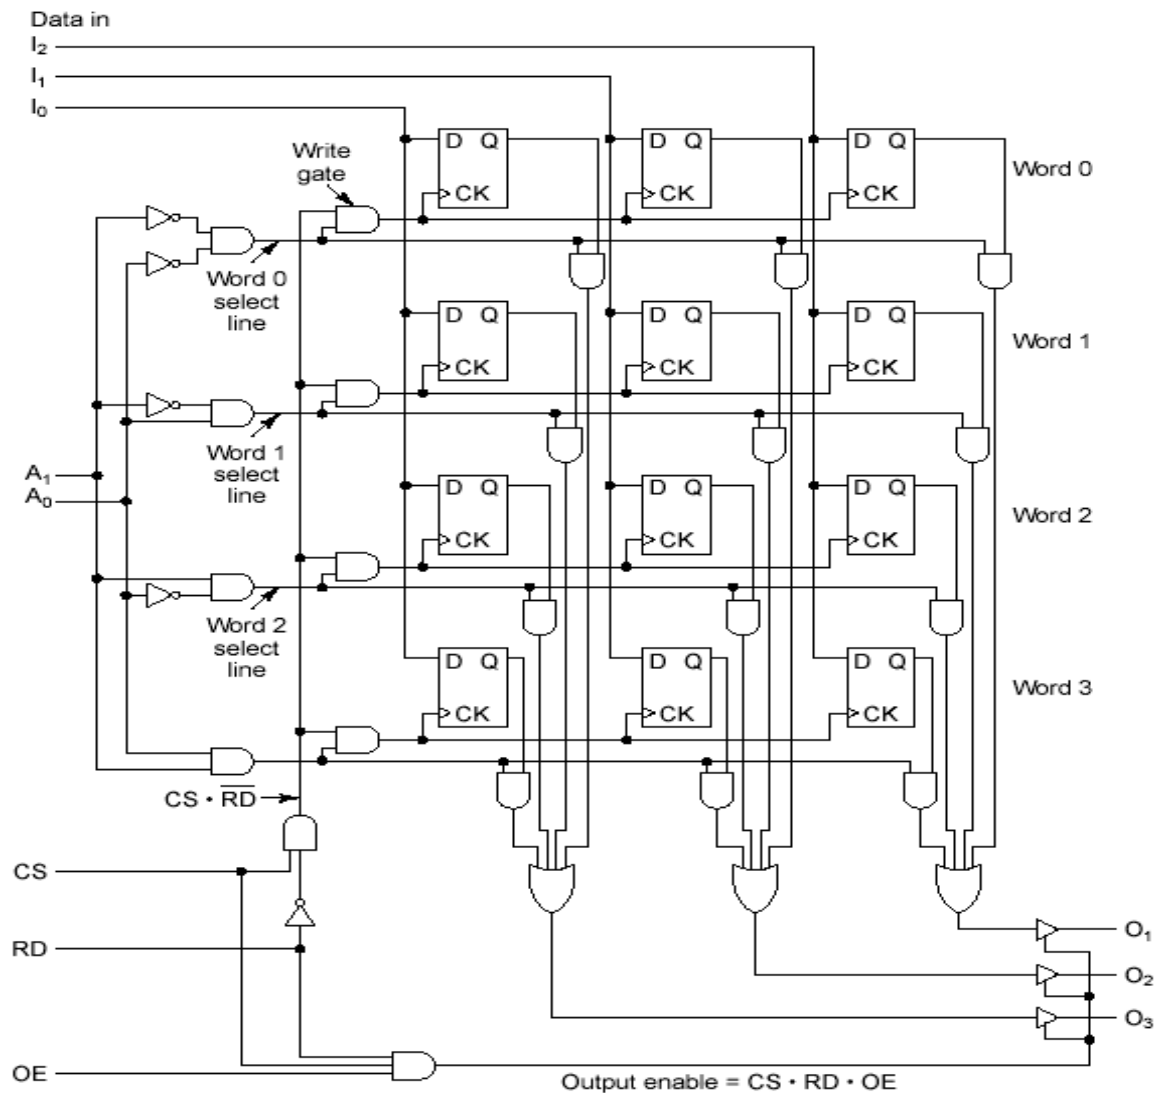 Data in
I₂
I₁
I₀
Write
gate
D Q
CK
D Q
CK
D Q
CK
Word 0
Word 0
select
line
D Q
CK
D Q
CK
D Q
CK
Word 1
Word 1
select
line
A₁
A₀
D Q
CK
D Q
CK
D Q
CK
Word 2
Word 2
select
line
D Q
CK
D Q
CK
D Q
CK
Word 3
CS · R̅D̅
CS
RD
O₁
O₂
O₃
OE
Output enable = CS · RD · OE